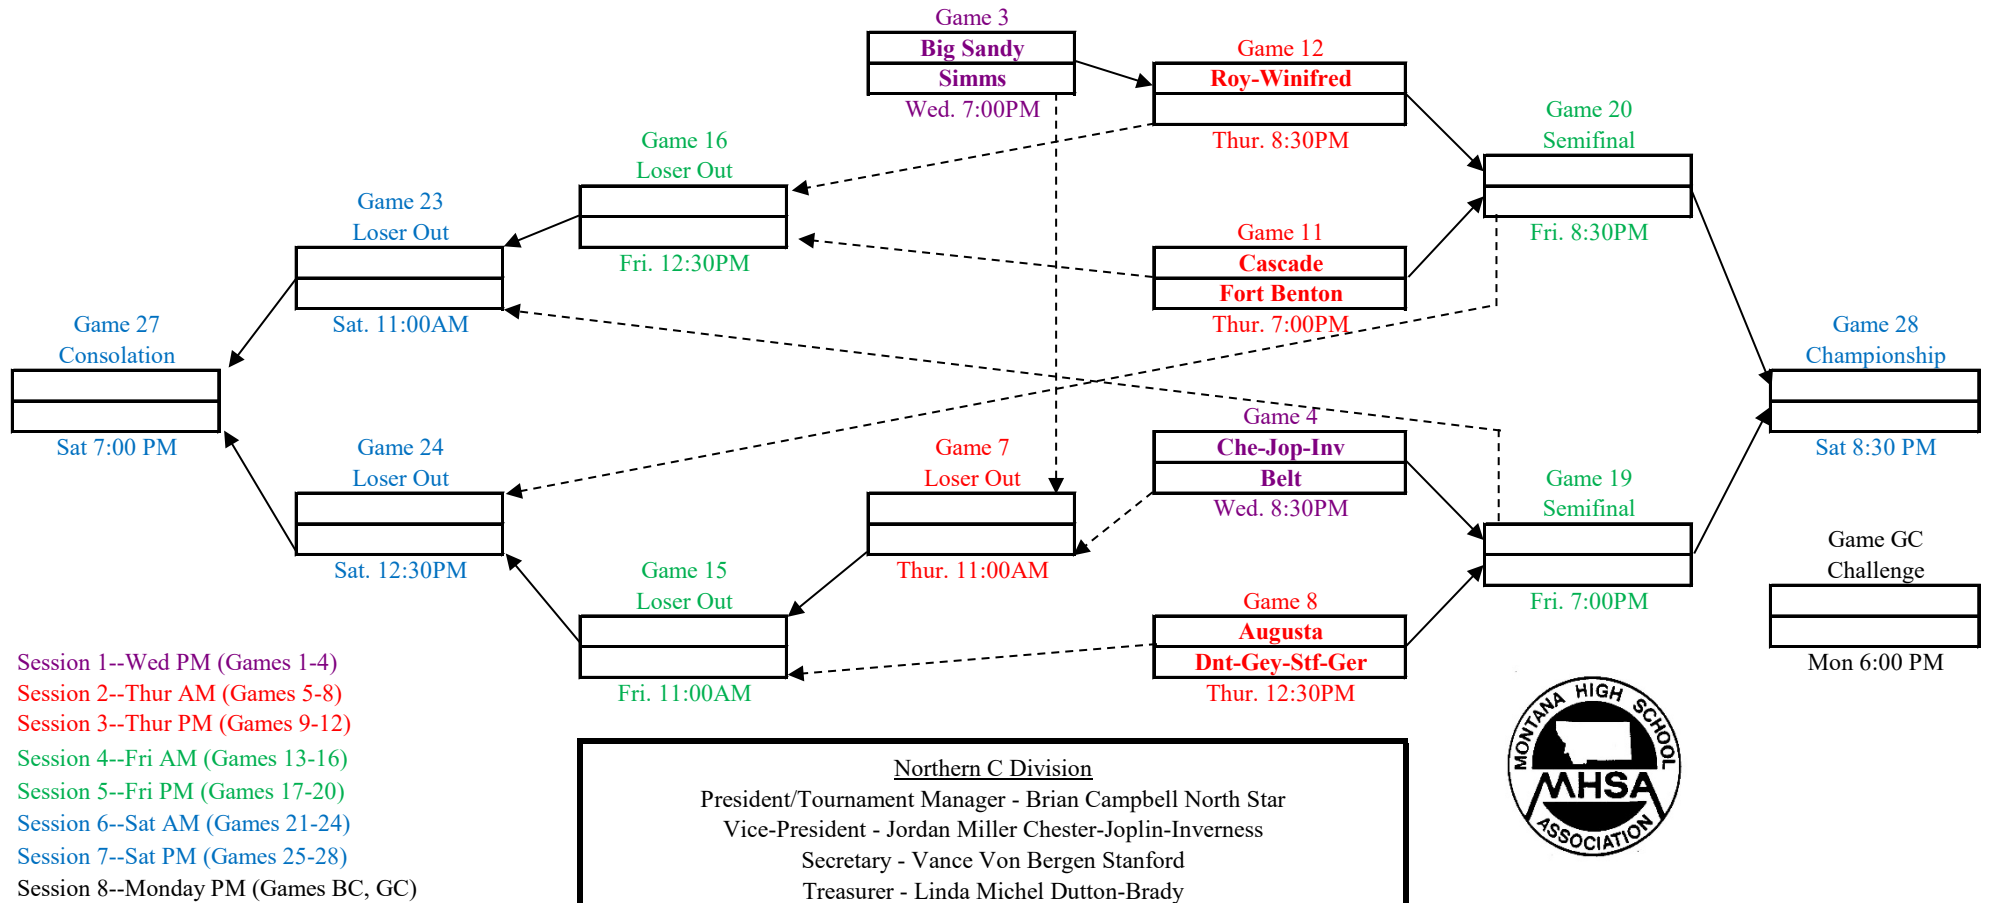 Game 3
Big Sandy
Simms
Wed. 7:00PM
Game 12
Roy-Winifred
Thur. 8:30PM
Game 20
Semifinal
Fri. 8:30PM
Game 16
Loser Out
Fri. 12:30PM
Game 23
Loser Out
Sat. 11:00AM
Game 11
Cascade
Fort Benton
Thur. 7:00PM
Game 27
Consolation
Sat 7:00 PM
Game 28
Championship
Sat 8:30 PM
Game 24
Loser Out
Sat. 12:30PM
Game 7
Loser Out
Thur. 11:00AM
Game 4
Che-Jop-Inv
Belt
Wed. 8:30PM
Game 19
Semifinal
Fri. 7:00PM
Game 15
Loser Out
Fri. 11:00AM
Game 8
Augusta
Dnt-Gey-Stf-Ger
Thur. 12:30PM
Game GC
Challenge
Mon 6:00 PM
Session 1--Wed PM (Games 1-4)
Session 2--Thur AM (Games 5-8)
Session 3--Thur PM (Games 9-12)
Session 4--Fri AM (Games 13-16)
Session 5--Fri PM (Games 17-20)
Session 6--Sat AM (Games 21-24)
Session 7--Sat PM (Games 25-28)
Session 8--Monday PM (Games BC, GC)
Northern C Division
President/Tournament Manager - Brian Campbell North Star
Vice-President - Jordan Miller Chester-Joplin-Inverness
Secretary - Vance Von Bergen Stanford
Treasurer - Linda Michel Dutton-Brady
MONTANA HIGH SCHOOL
MHSA
ASSOCIATION